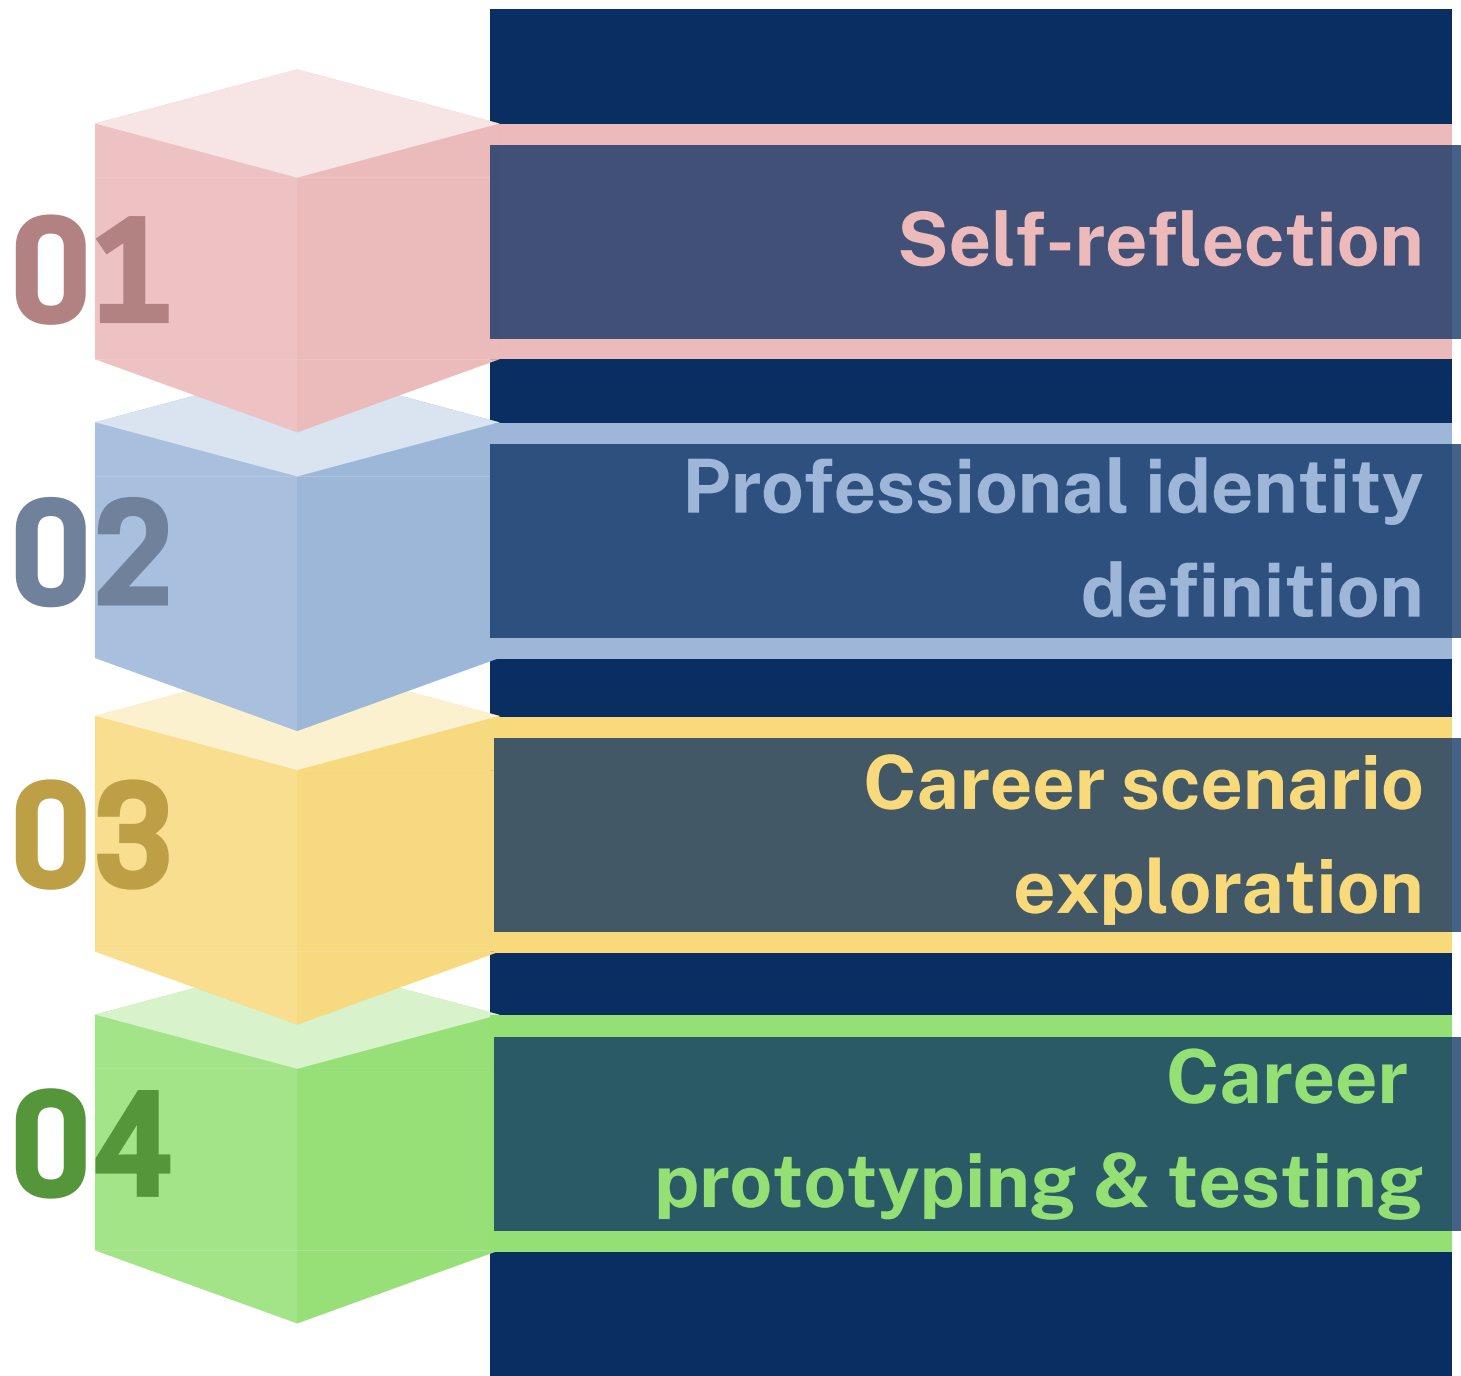 01
Self-reflection
02
Professional identity
definition
03
Career scenario
exploration
04
Career
prototyping & testing